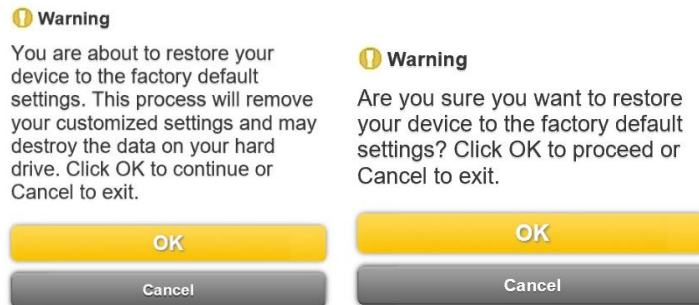 Warning
You are about to restore your
device to the factory default
settings. This process will remove
your customized settings and may
destroy the data on your hard
drive. Click OK to continue or
Cancel to exit.
OK
Cancel
Warning
Are you sure you want to restore
your device to the factory default
settings? Click OK to proceed or
Cancel to exit.
OK
Cancel